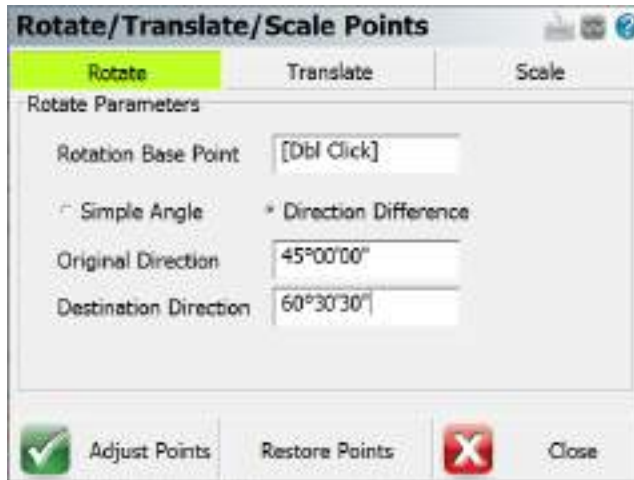 Rotate/Translate/Scale Points
Rotate Translate Scale
Rotate Parameters
Rotation Base Point [Dbl Click]
Simple Angle Direction Difference
Original Direction 45°00'00"
Destination Direction 60°30'30"
Adjust Points Restore Points Close